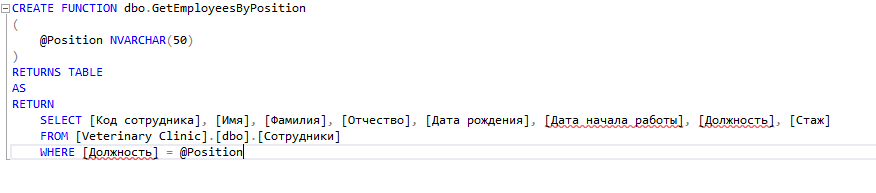 CREATE FUNCTION dbo.GetEmployeesByPosition
(
@Position NVARCHAR(50)
)
RETURNS TABLE
AS
RETURN
SELECT [Код сотрудника], [Имя], [Фамилия], [Отчество], [Дата рождения], [Дата начала работы], [Должность], [Стаж]
FROM [Veterinary Clinic].[dbo].[Сотрудники]
WHERE [Должность] = @Position